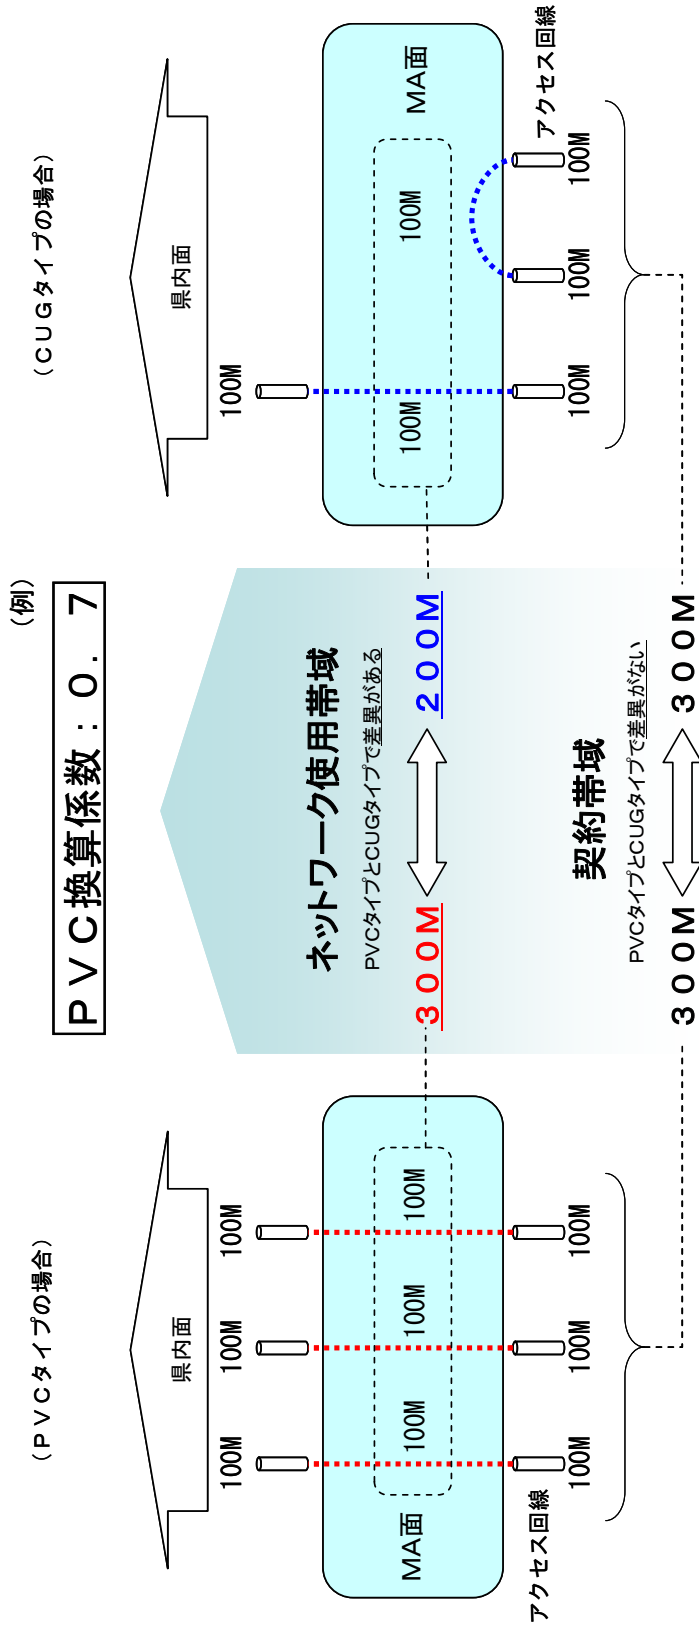 (例)
PVC換算係数:0.7
(PVCタイプの場合)
県内面
100M
100M
100M
MA面
100M
100M
100M
アクセス回線
100M
100M
100M
ネットワーク使用帯域
PVCタイプとCUGタイプで差異がある
300M
200M
契約帯域
PVCタイプとCUGタイプで差異がない
300M
300M
(CUGタイプの場合)
県内面
100M
MA面
100M
100M
100M
100M
100M
アクセス回線